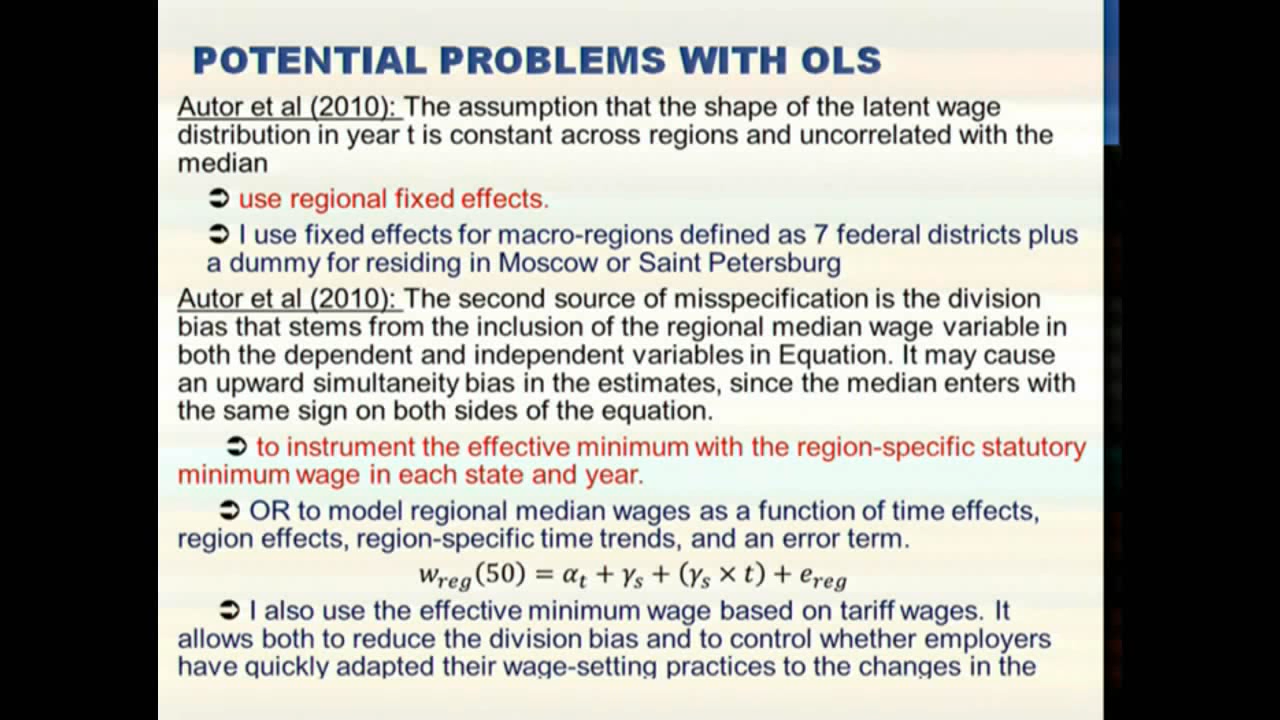 POTENTIAL PROBLEMS WITH OLS
Autor et al (2010): The assumption that the shape of the latent wage
distribution in year t is constant across regions and uncorrelated with the
median
➲ use regional fixed effects.
➲ I use fixed effects for macro-regions defined as 7 federal districts plus
a dummy for residing in Moscow or Saint Petersburg
Autor et al (2010): The second source of misspecification is the division
bias that stems from the inclusion of the regional median wage variable in
both the dependent and independent variables in Equation. It may cause
an upward simultaneity bias in the estimates, since the median enters with
the same sign on both sides of the equation.
➲ to instrument the effective minimum with the region-specific statutory
minimum wage in each state and year.
➲ OR to model regional median wages as a function of time effects,
region effects, region-specific time trends, and an error term.
w_reg(50) = α_t + γ_s + (γ_s × t) + e_reg
➲ I also use the effective minimum wage based on tariff wages. It
allows both to reduce the division bias and to control whether employers
have quickly adapted their wage-setting practices to the changes in the